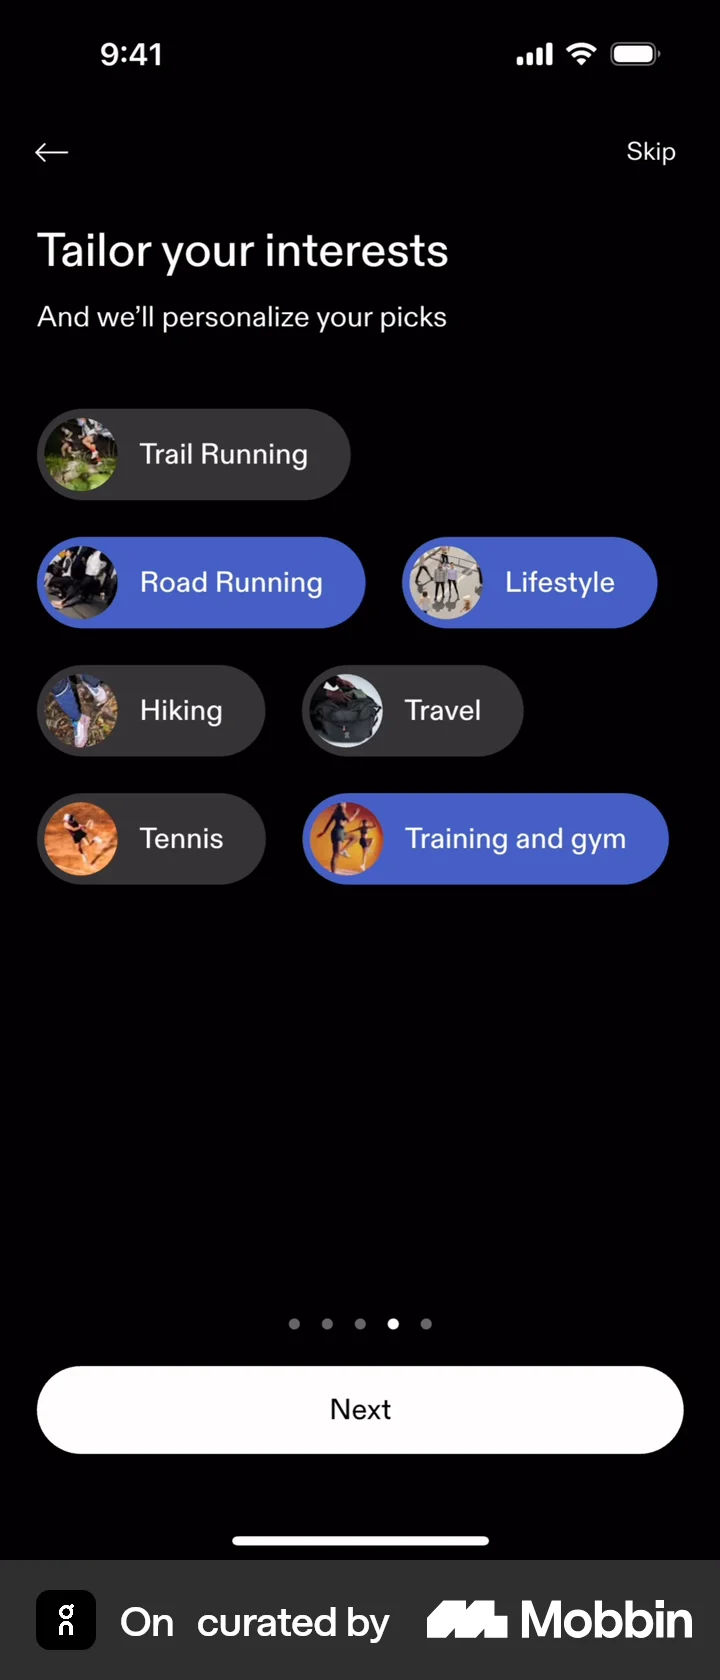 9:41
Skip
Tailor your interests
And we’ll personalize your picks
Trail Running
Road Running
Lifestyle
Hiking
Travel
Tennis
Training and gym
Next
On curated by Mobbin